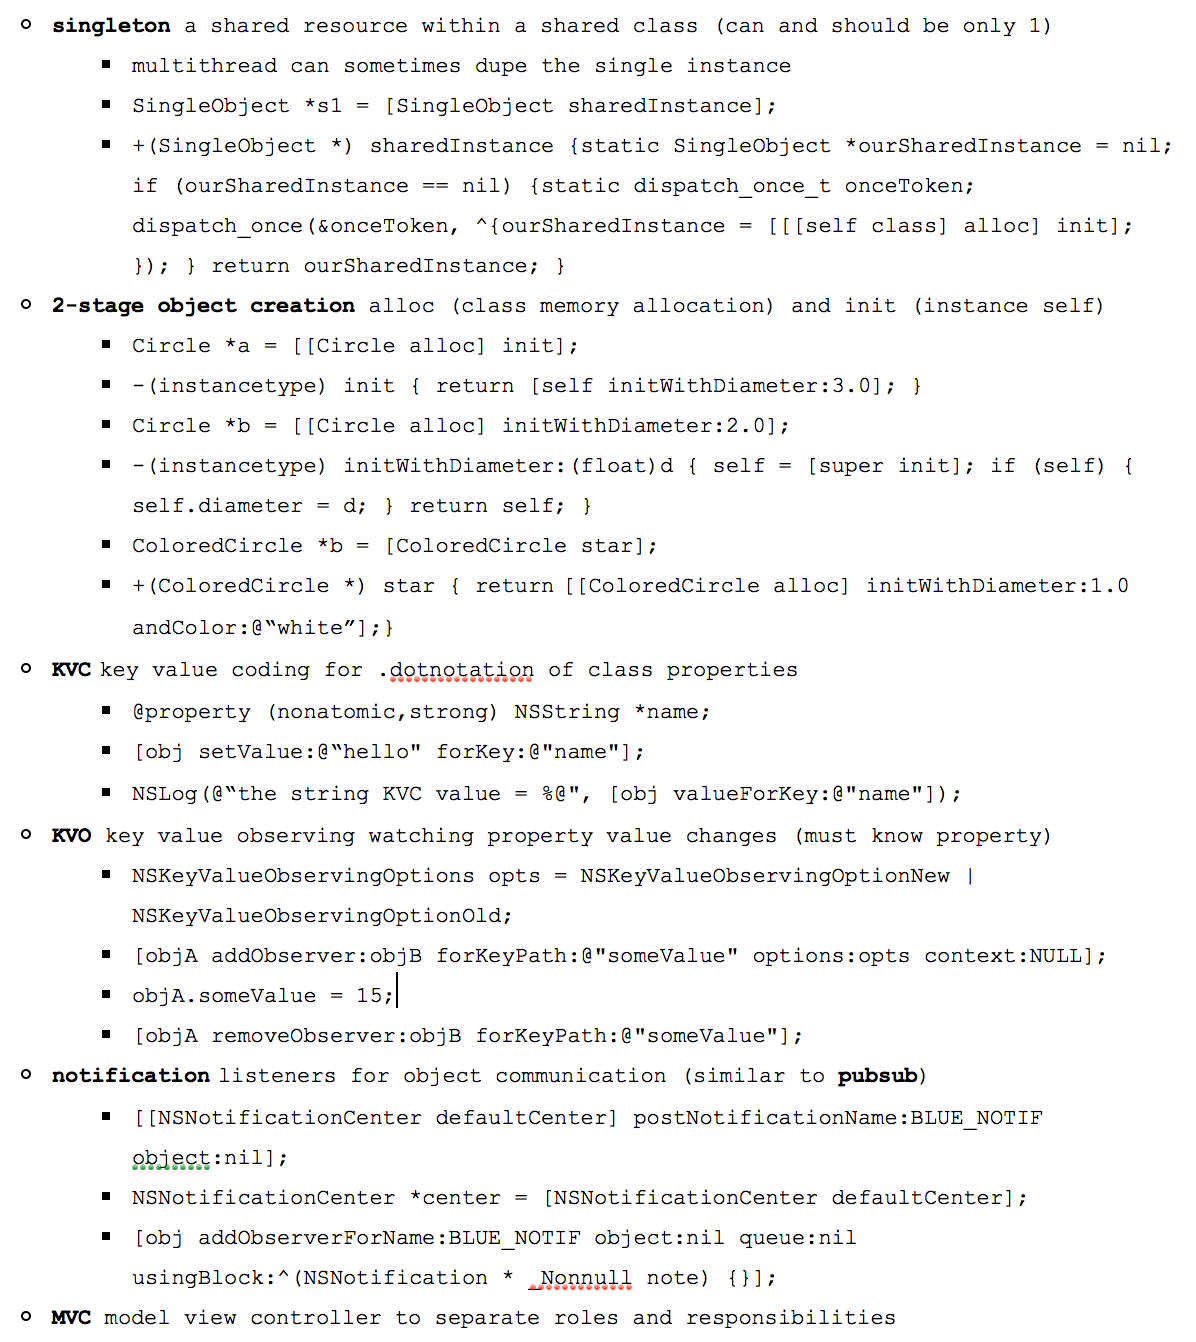 singleton a shared resource within a shared class (can and should be only 1)
multithread can sometimes dupe the single instance
SingleObject *s1 = [SingleObject sharedInstance];
+(SingleObject *) sharedInstance {static SingleObject *ourSharedInstance = nil;
if (ourSharedInstance == nil) {static dispatch_once_t onceToken;
dispatch_once(&onceToken, ^{ourSharedInstance = [[[self class] alloc] init];
}); } return ourSharedInstance; }
2-stage object creation alloc (class memory allocation) and init (instance self)
Circle *a = [[Circle alloc] init];
-(instancetype) init { return [self initWithDiameter:3.0]; }
Circle *b = [[Circle alloc] initWithDiameter:2.0];
-(instancetype) initWithDiameter:(float)d { self = [super init]; if (self) {
self.diameter = d; } return self; }
ColoredCircle *b = [ColoredCircle star];
+(ColoredCircle *) star { return [[ColoredCircle alloc] initWithDiameter:1.0
andColor:@“white”];}
KVC key value coding for .dotnotation of class properties
@property (nonatomic,strong) NSString *name;
[obj setValue:@“hello" forKey:@"name"];
NSLog(@“the string KVC value = %@", [obj valueForKey:@"name"]);
KVO key value observing watching property value changes (must know property)
NSKeyValueObservingOptions opts = NSKeyValueObservingOptionNew |
NSKeyValueObservingOptionOld;
[objA addObserver:objB forKeyPath:@"someValue" options:opts context:NULL];
objA.someValue = 15;
[objA removeObserver:objB forKeyPath:@"someValue"];
notification listeners for object communication (similar to pubsub)
[[NSNotificationCenter defaultCenter] postNotificationName:BLUE_NOTIF
object:nil];
NSNotificationCenter *center = [NSNotificationCenter defaultCenter];
[obj addObserverForName:BLUE_NOTIF object:nil queue:nil
usingBlock:^(NSNotification * _Nonnull note) {}];
MVC model view controller to separate roles and responsibilities